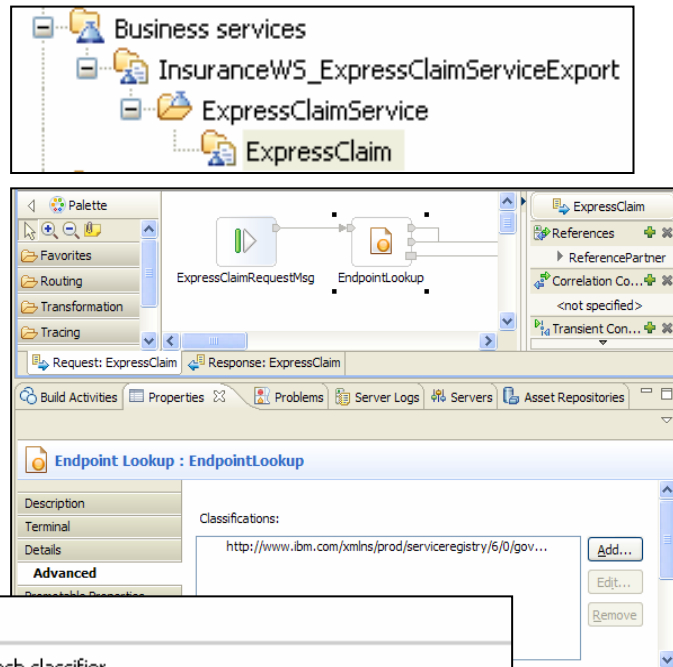 Business services
InsuranceWS_ExpressClaimServiceExport
ExpressClaimService
ExpressClaim
Palette
Favorites
Routing
Transformation
Tracing
ExpressClaimRequestMsg
EndpointLookup
ExpressClaim
References
ReferencePartner
Correlation Co...
<not specified>
Transient Con...
Request: ExpressClaim
Response: ExpressClaim
Build Activities
Properties
Problems
Server Logs
Servers
Asset Repositories
Endpoint Lookup : EndpointLookup
Description
Terminal
Details
Advanced
Classifications:
http://www.ibm.com/xmlns/prod/serviceregistry/6/0/gov...
Add...
Edit...
Remove
classifier